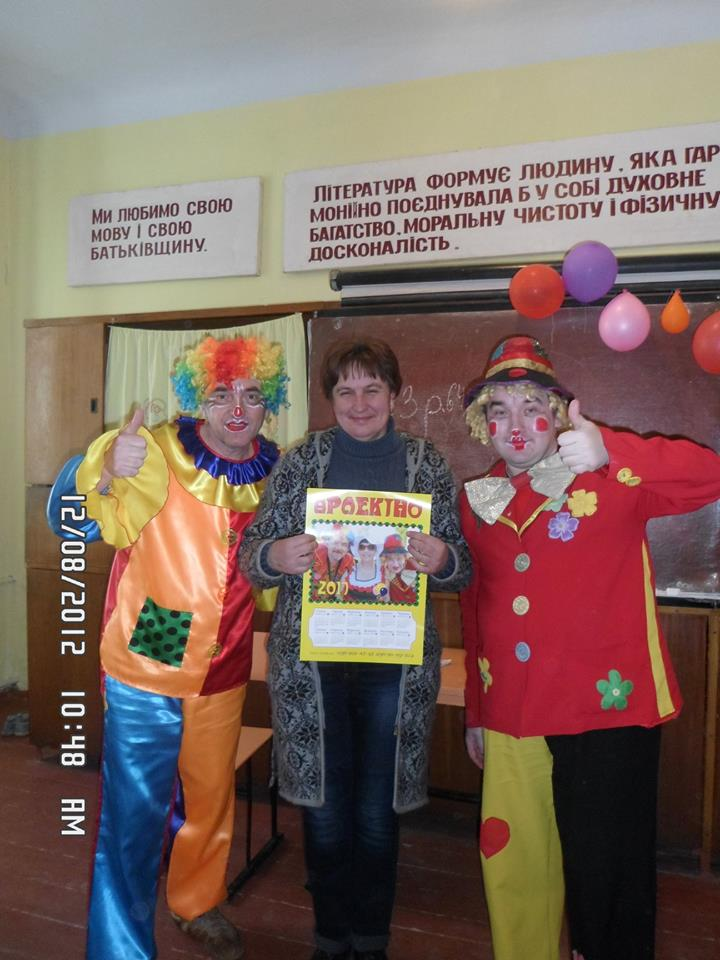 Ми любимо свою
мову і свою
Батьківщину.
Література формує людину, яка гар
монійно поєднувала б у собі духовне
багатство, моральну чистоту і фізичну
досконалість.
АРЛЕКІНО
12/08/2012 10:48 AM